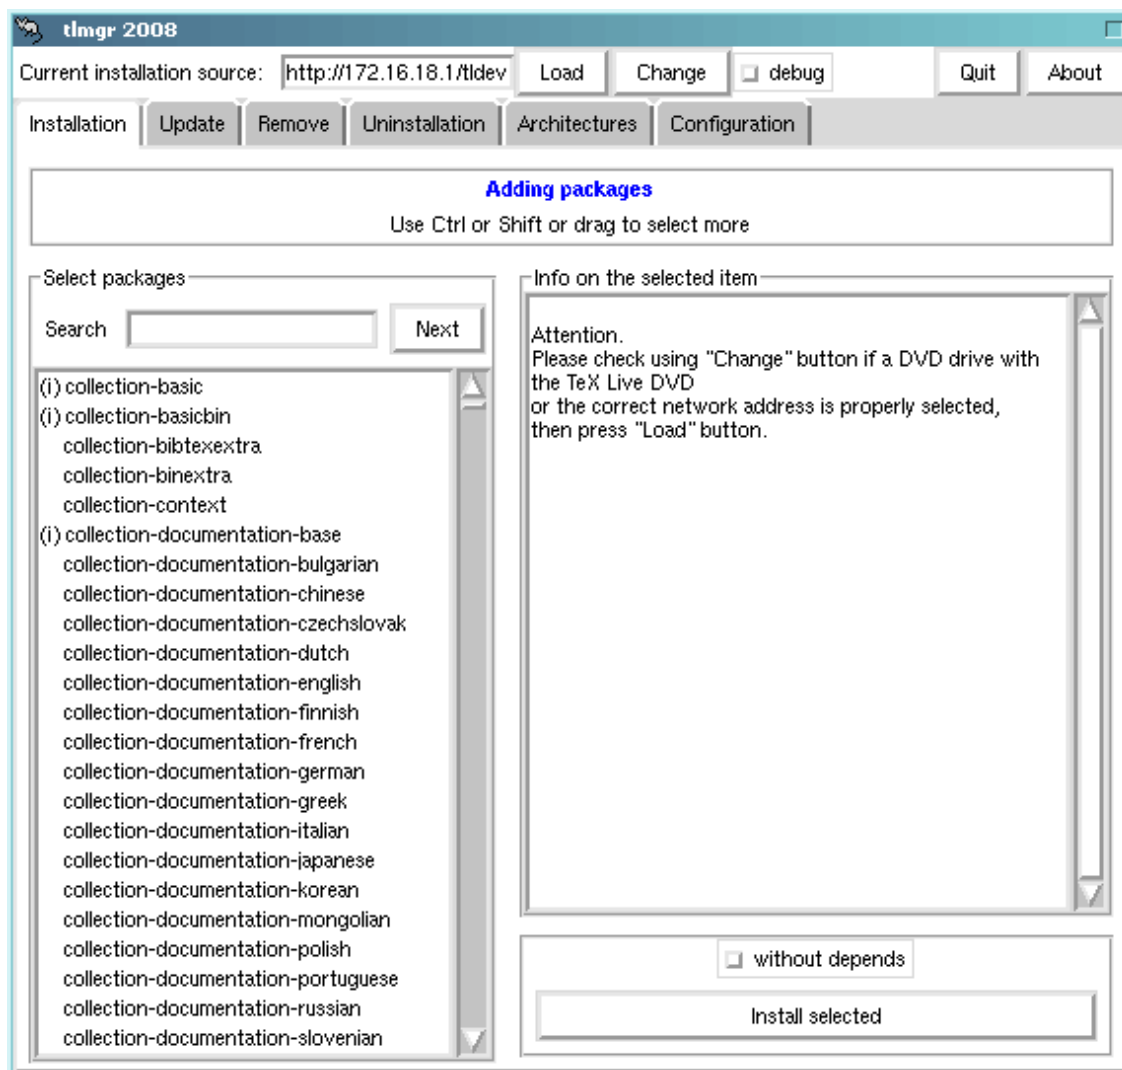 tlmgr 2008
Current installation source: http://172.16.18.1/tldev Load Change debug Quit About
Installation Update Remove Uninstallation Architectures Configuration
Adding packages
Use Ctrl or Shift or drag to select more
Select packages
Search Next
(i) collection-basic
(i) collection-basicbin
collection-bibtexextra
collection-binextra
collection-context
(i) collection-documentation-base
collection-documentation-bulgarian
collection-documentation-chinese
collection-documentation-czechslovak
collection-documentation-dutch
collection-documentation-english
collection-documentation-finnish
collection-documentation-french
collection-documentation-german
collection-documentation-greek
collection-documentation-italian
collection-documentation-japanese
collection-documentation-korean
collection-documentation-mongolian
collection-documentation-polish
collection-documentation-portuguese
collection-documentation-russian
collection-documentation-slovenian
Info on the selected item
Attention.
Please check using "Change" button if a DVD drive with
the TeX Live DVD
or the correct network address is properly selected,
then press "Load" button.
without depends
Install selected